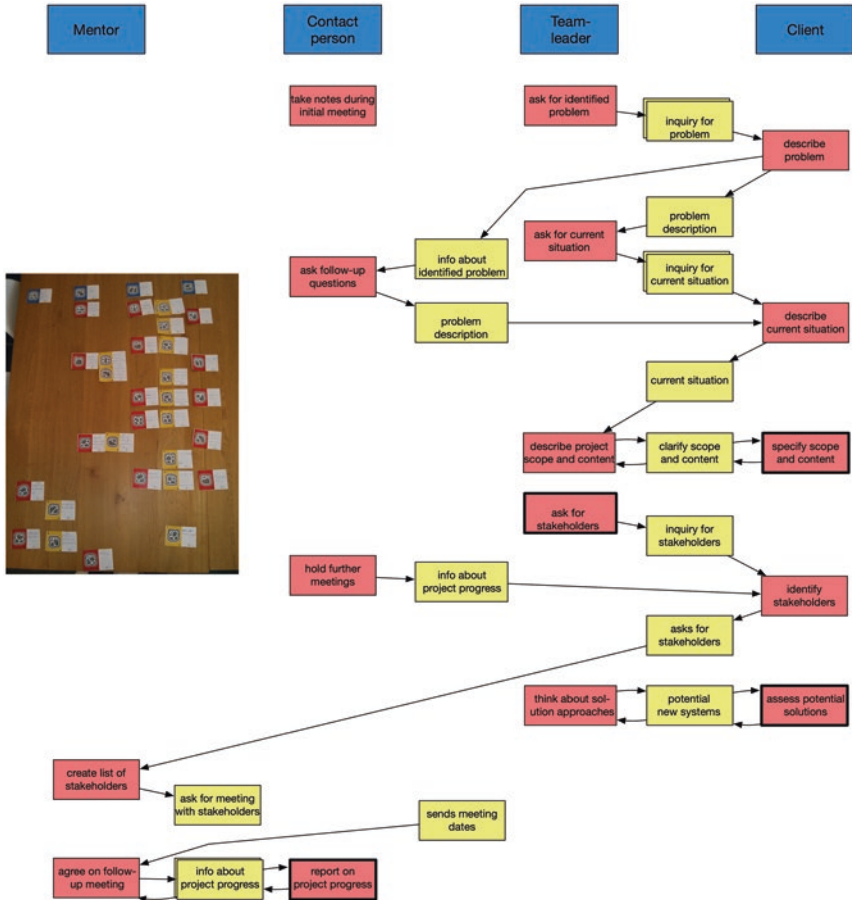 Mentor
Contact
person
Team-
leader
Client
take notes during
initial meeting
ask for identified
problem
inquiry for
problem
describe
problem
problem
description
ask for current
situation
info about
identified problem
ask follow-up
questions
inquiry for
current situation
problem
description
describe
current situation
current situation
describe project
scope and content
clarify scope
and content
specify scope
and content
ask for
stakeholders
inquiry for
stakeholders
hold further
meetings
info about
project progress
identify
stakeholders
asks for
stakeholders
think about sol-
ution approaches
potential
new systems
assess potential
solutions
create list of
stakeholders
ask for meeting
with stakeholders
sends meeting
dates
agree on follow-
up meeting
info about
project progress
report on
project progress